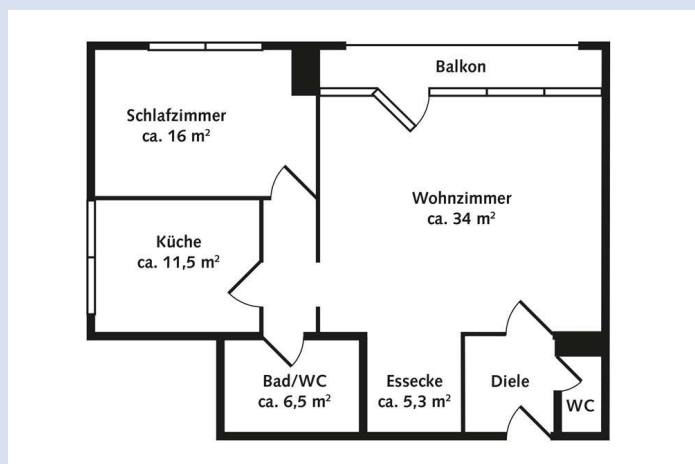 Balkon
Schlafzimmer
ca. 16 m²
Wohnzimmer
ca. 34 m²
Küche
ca. 11,5 m²
Bad/WC
ca. 6,5 m²
Essecke
ca. 5,3 m²
Diele
WC